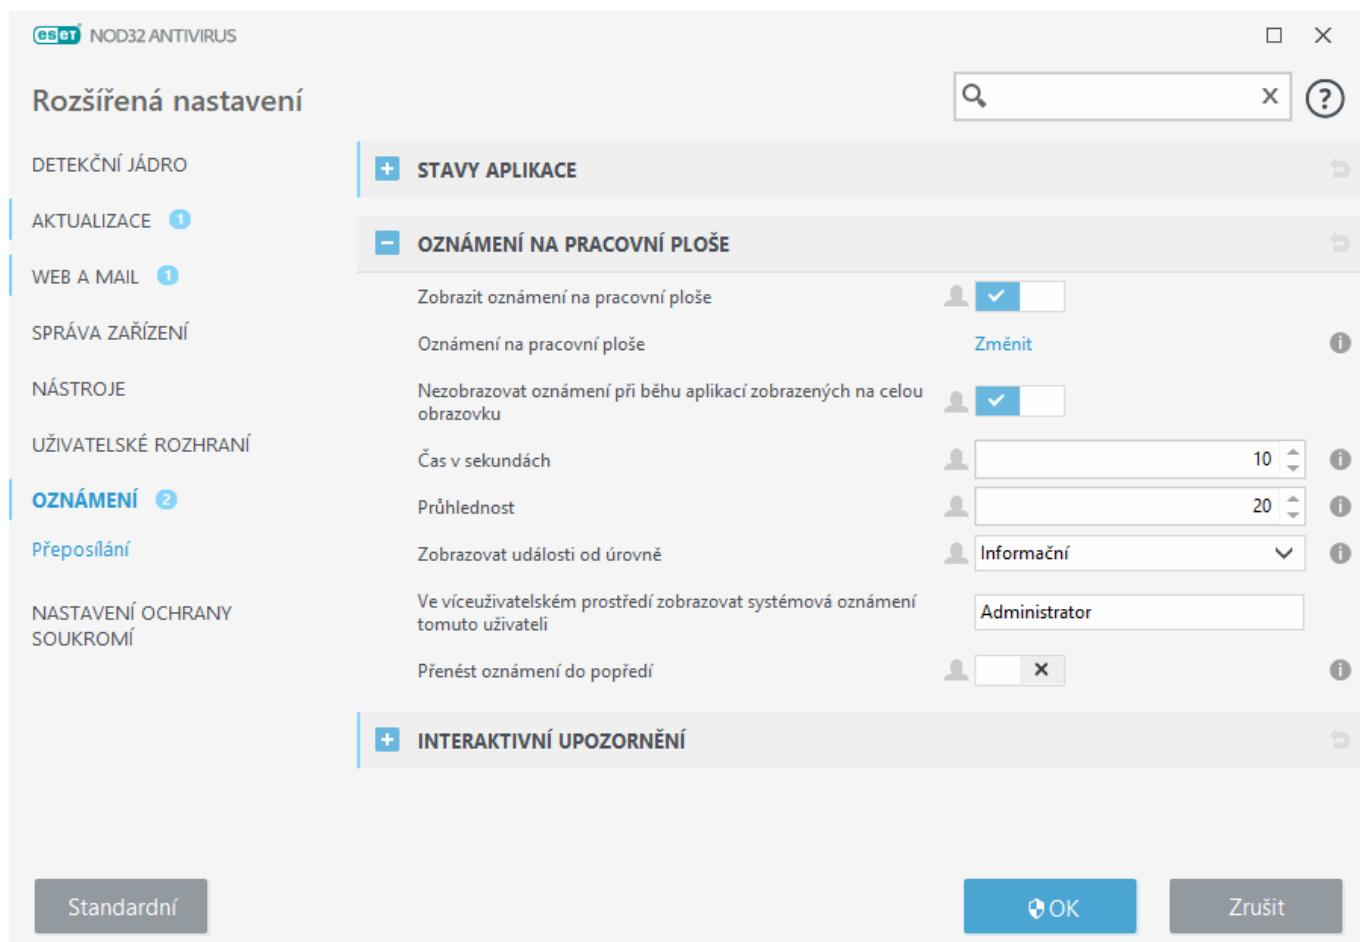 eset NOD32 ANTIVIRUS
Rozšířená nastavení
x
?
DETEKČNÍ JÁDRO
AKTUALIZACE 1
WEB A MAIL 1
SPRÁVA ZAŘÍZENÍ
NÁSTROJE
UŽIVATELSKÉ ROZHRANÍ
OZNÁMENÍ 2
Přeposílání
NASTAVENÍ OCHRANY
SOUKROMÍ
STAVY APLIKACE
OZNÁMENÍ NA PRACOVNÍ PLOŠE
Zobrazit oznámení na pracovní ploše
Oznámení na pracovní ploše Změnit
Nezobrazovat oznámení při běhu aplikací zobrazených na celou
obrazovku
Čas v sekundách 10
Průhlednost 20
Zobrazovat události od úrovně Informační
Ve víceuživatelském prostředí zobrazovat systémová oznámení
tomuto uživateli
Administrator
Přenést oznámení do popředí
INTERAKTIVNÍ UPOZORNĚNÍ
Standardní
OK
Zrušit